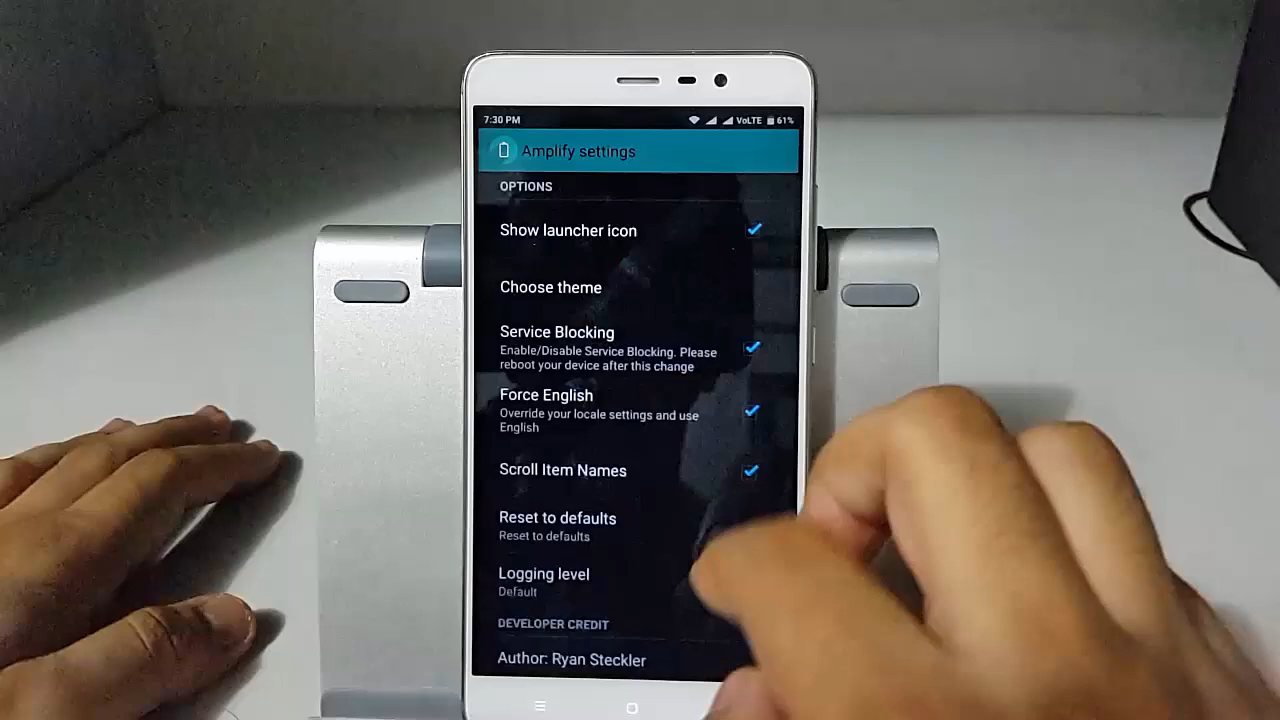 7:30 PM VoLTE 61%
Amplify settings
OPTIONS
Show launcher icon
Choose theme
Service Blocking
Enable/Disable Service Blocking. Please
reboot your device after this change
Force English
Override your locale settings and use
English
Scroll Item Names
Reset to defaults
Reset to defaults
Logging level
Default
DEVELOPER CREDIT
Author: Ryan Steckler